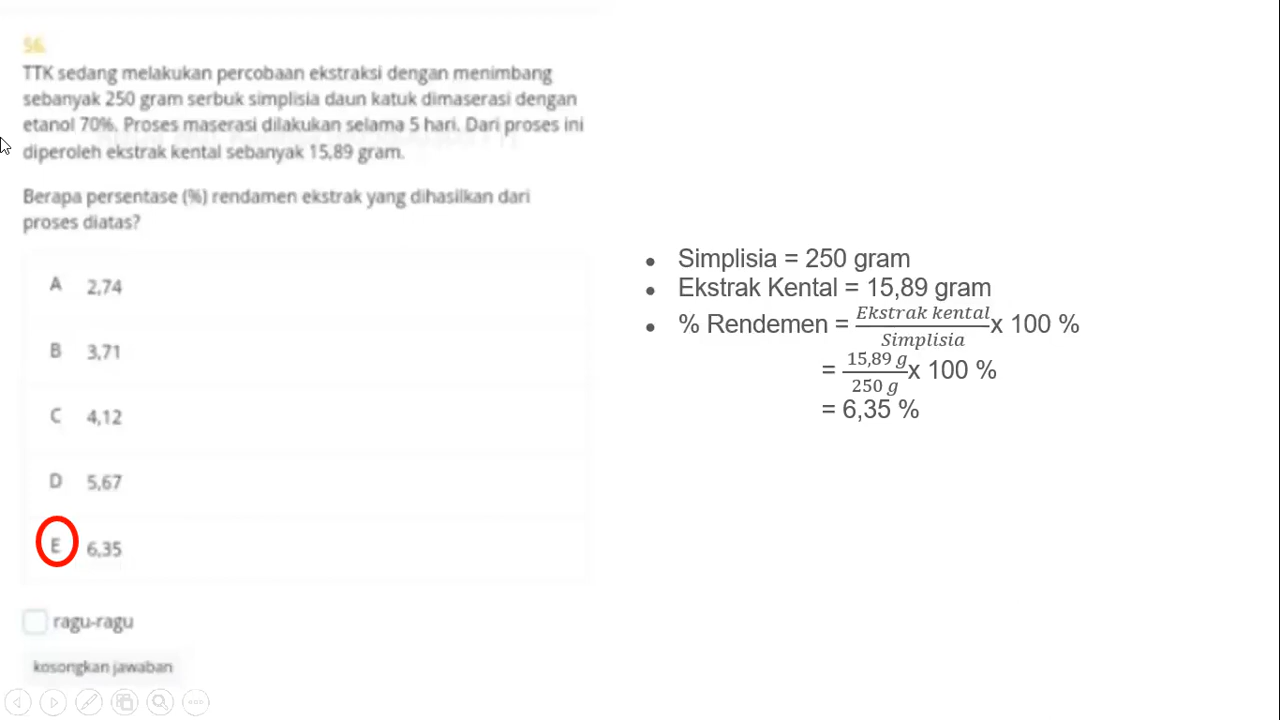 56.
TTK sedang melakukan percobaan ekstraksi dengan menimbang
sebanyak 250 gram serbuk simplisia daun katuk dimaserasi dengan
etanol 70%. Proses maserasi dilakukan selama 5 hari. Dari proses ini
diperoleh ekstrak kental sebanyak 15,89 gram.
Berapa persentase (%) rendamen ekstrak yang dihasilkan dari
proses diatas?
A 2,74
B 3,71
C 4,12
D 5,67
E 6,35
ragu-ragu
kosongkan jawaban
• Simplisia = 250 gram
• Ekstrak Kental = 15,89 gram
• % Rendemen = Ekstrak kental/Simplisia x 100 %
= 15,89 g/250 g x 100 %
= 6,35 %